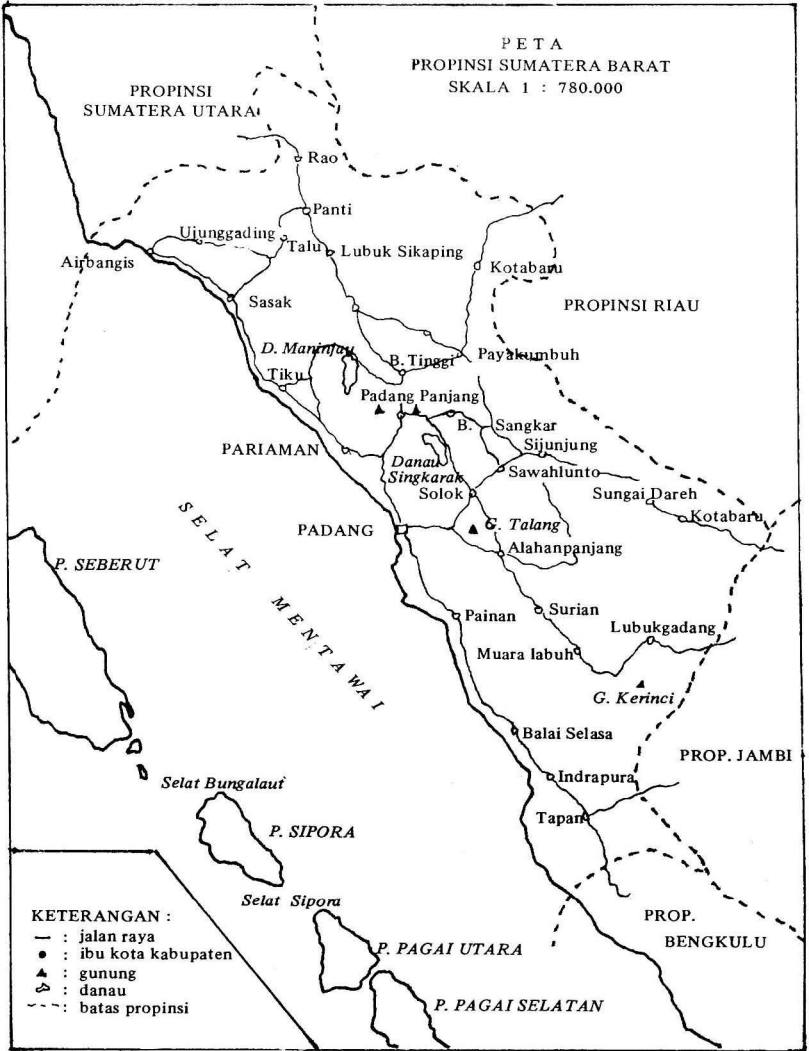 PETA
PROPINSI SUMATERA BARAT
SKALA 1 : 780.000
PROPINSI
SUMATERA UTARA
Rao
Panti
Ujunggading
Talu
Lubuk Sikaping
Airbangis
Kotabaru
Sasak
PROPINSI RIAU
D. Maninjau
B. Tinggi
Payakumbuh
Tiku
Padang Panjang
B. Sangkar
PARIAMAN
Sijunjung
Danau
Singkarak
Sawahlunto
Solok
Sungai Dareh
Kotabaru
PADANG
G. Talang
Alahanpanjang
SELAT MENTAWAI
P. SEBERUT
Painan
Surian
Lubukgadang
Muara labuh
G. Kerinci
Balai Selasa
PROP. JAMBI
Selat Bungalaut
Indrapura
Tapan
P. SIPORA
Selat Sipora
PROP.
BENGKULU
P. PAGAI UTARA
P. PAGAI SELATAN
KETERANGAN :
: jalan raya
: ibu kota kabupaten
: gunung
: danau
: batas propinsi